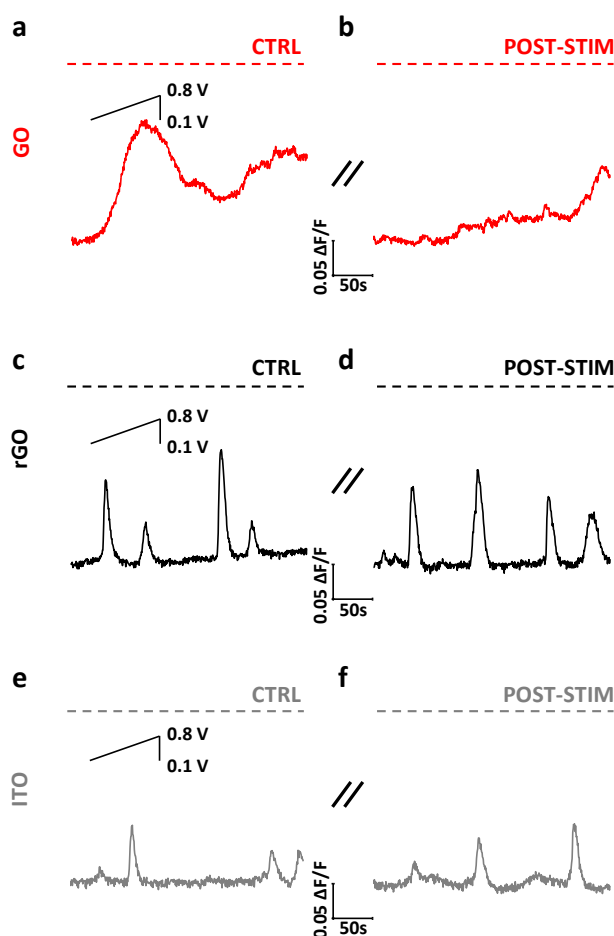 a
b
CTRL
POST-STIM
GO
0.8 V
0.1 V
0.05 ΔF/F
50s
c
d
CTRL
POST-STIM
rGO
0.8 V
0.1 V
0.05 ΔF/F
50s
e
f
CTRL
POST-STIM
ITO
0.8 V
0.1 V
0.05 ΔF/F
50s